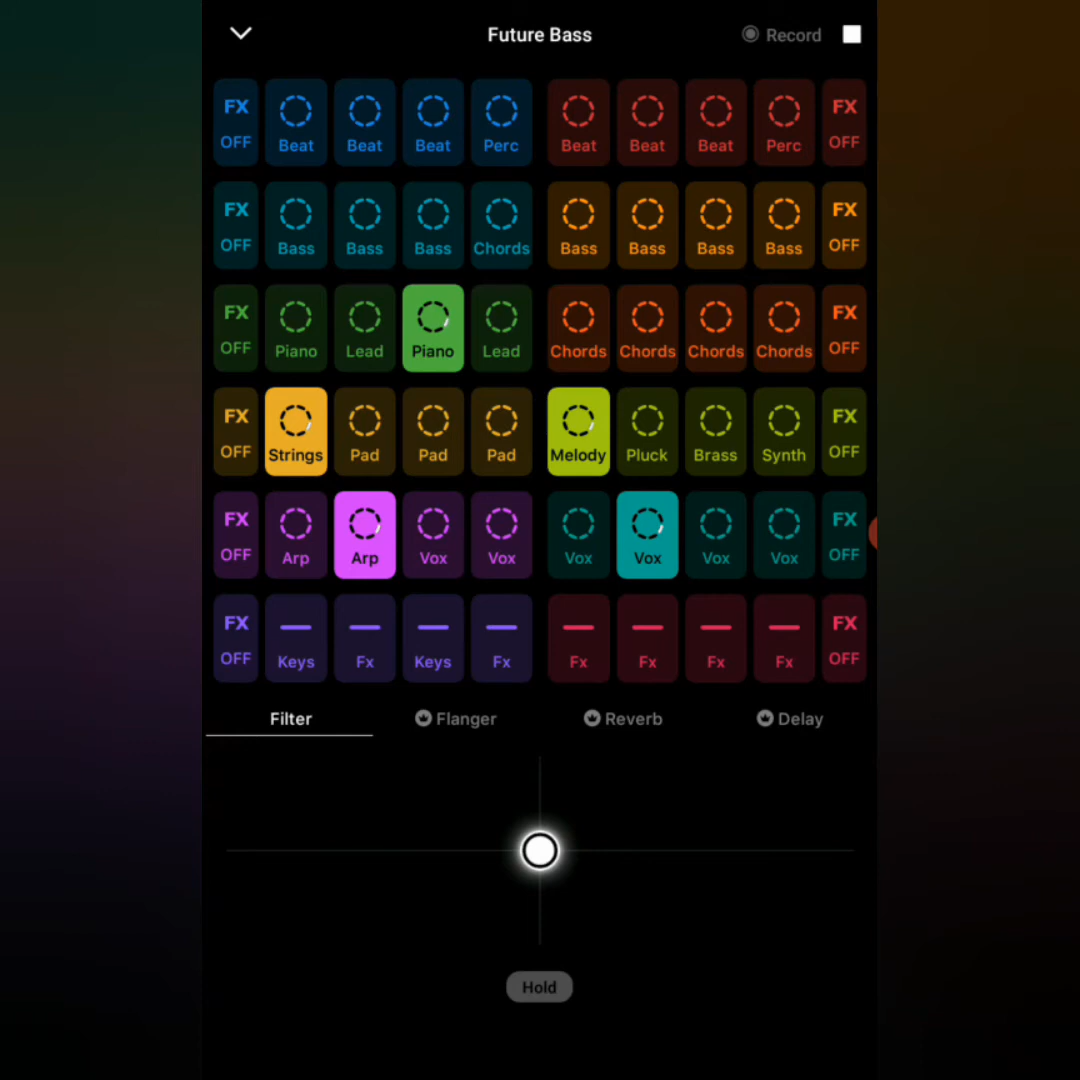 Future Bass Record
FX Beat Beat Beat Perc Beat Beat Beat Perc FX
OFF OFF
FX Bass Bass Bass Chords Bass Bass Bass Bass FX
OFF OFF
FX Piano Lead Piano Lead Chords Chords Chords Chords FX
OFF OFF
FX Strings Pad Pad Pad Melody Pluck Brass Synth FX
OFF OFF
FX Arp Arp Vox Vox Vox Vox Vox Vox FX
OFF OFF
FX Keys Fx Keys Fx Fx Fx Fx Fx FX
OFF OFF
Filter Flanger Reverb Delay
Hold